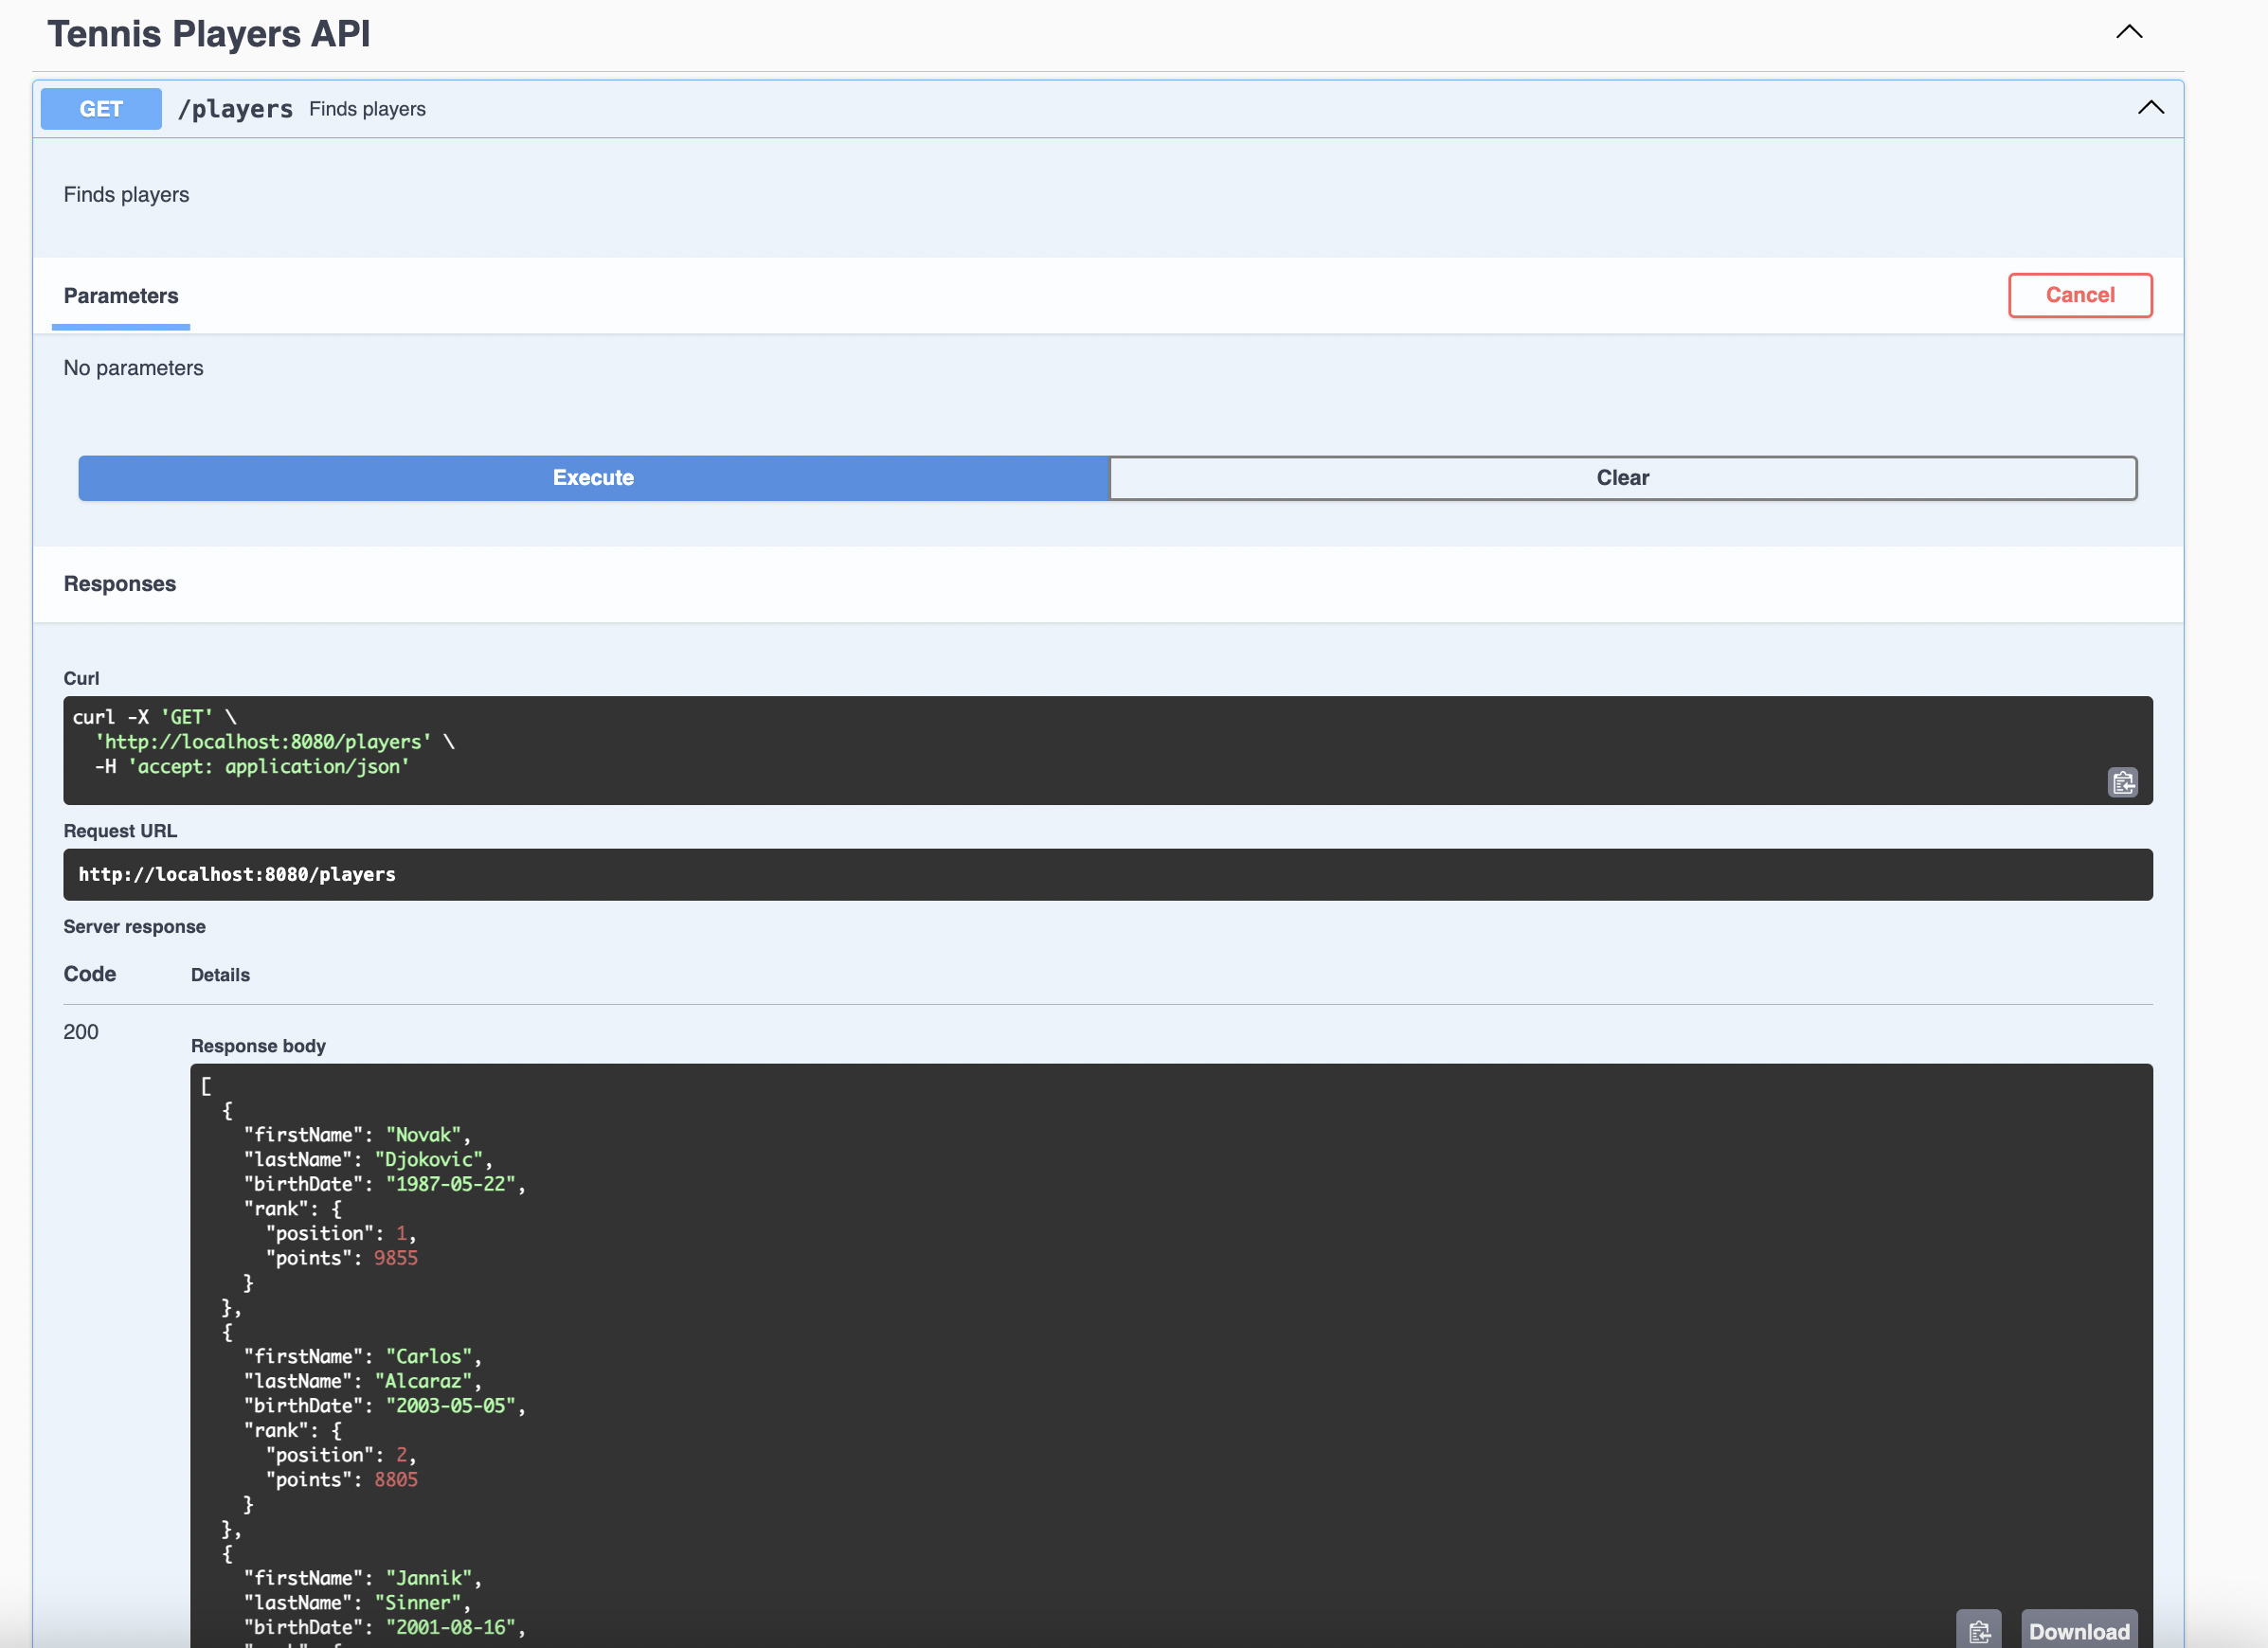 Tennis Players API
GET /players Finds players
Finds players
Parameters
Cancel
No parameters
Execute
Clear
Responses
Curl
curl -X 'GET' \
  'http://localhost:8080/players' \
  -H 'accept: application/json'
Request URL
http://localhost:8080/players
Server response
Code Details
200
Response body
[
  {
    "firstName": "Novak",
    "lastName": "Djokovic",
    "birthDate": "1987-05-22",
    "rank": {
      "position": 1,
      "points": 9855
    }
  },
  {
    "firstName": "Carlos",
    "lastName": "Alcaraz",
    "birthDate": "2003-05-05",
    "rank": {
      "position": 2,
      "points": 8805
    }
  },
  {
    "firstName": "Jannik",
    "lastName": "Sinner",
    "birthDate": "2001-08-16",
Download